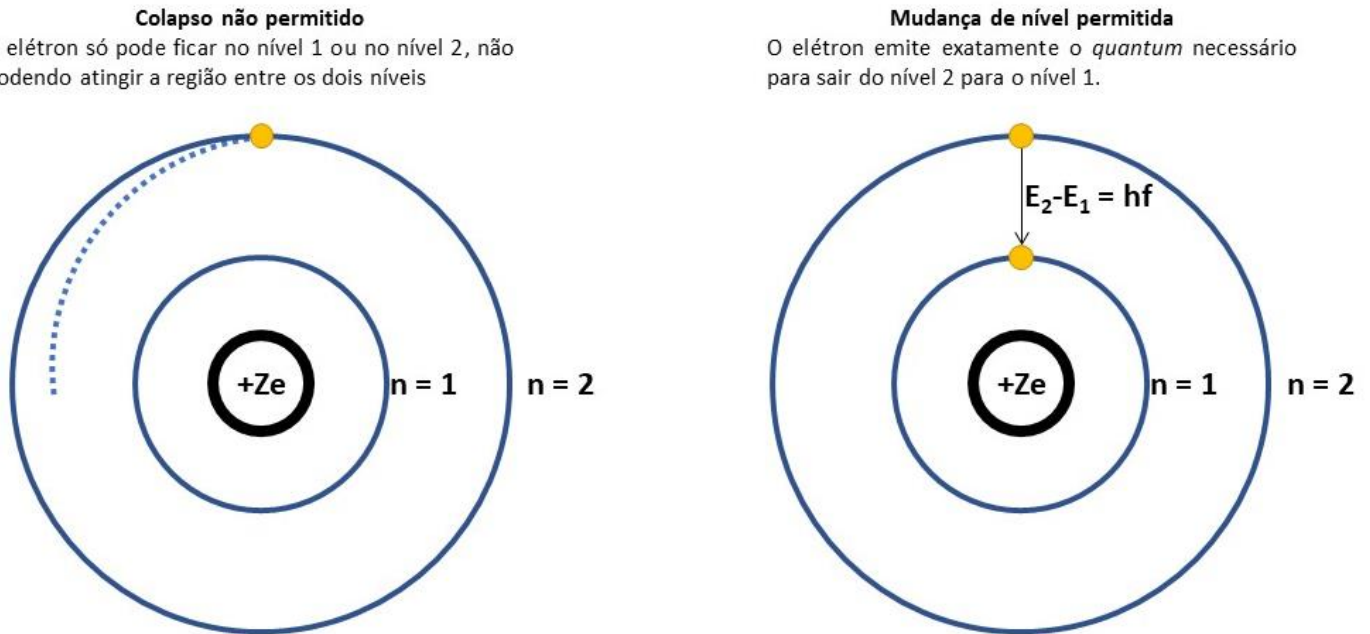 Colapso não permitido
elétron só pode ficar no nível 1 ou no nível 2, não
odendo atingir a região entre os dois níveis
+Ze
n = 1
n = 2
Mudança de nível permitida
O elétron emite exatamente o quantum necessário
para sair do nível 2 para o nível 1.
E₂-E₁ = hf
+Ze
n = 1
n = 2